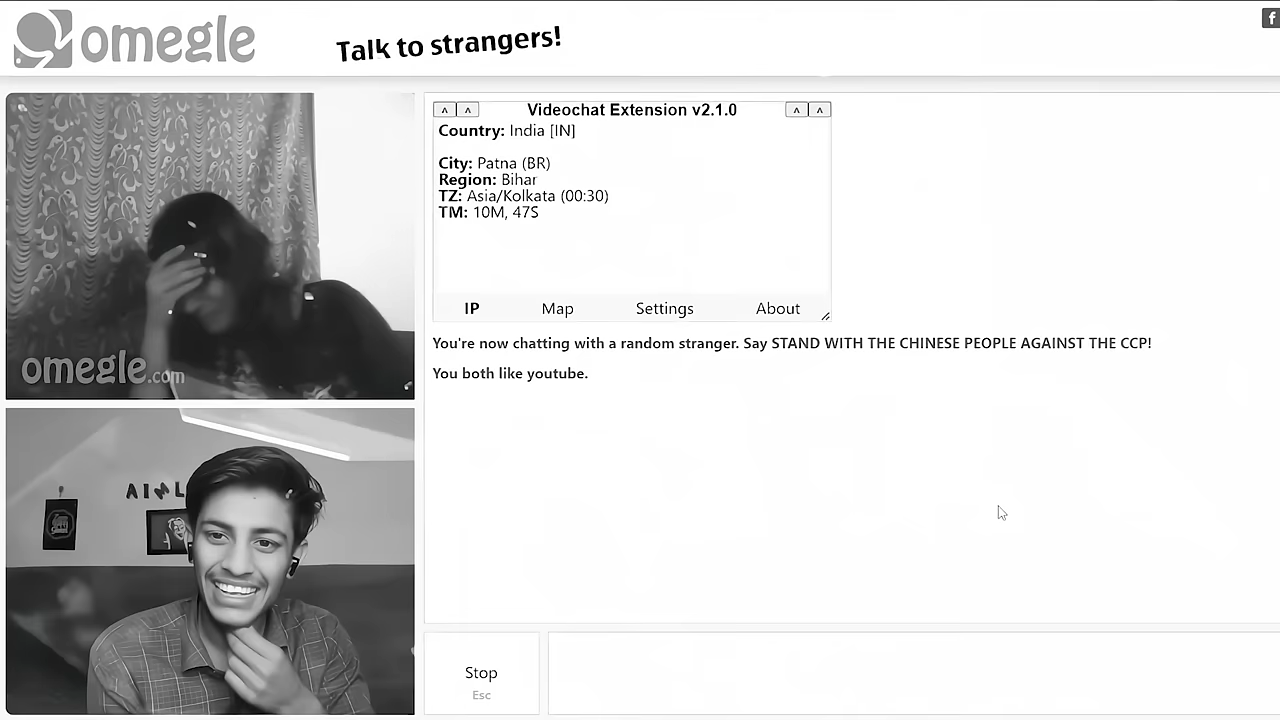 omegle
Talk to strangers!
f
Videochat Extension v2.1.0
Country: India [IN]
City: Patna (BR)
Region: Bihar
TZ: Asia/Kolkata (00:30)
TM: 10M, 47S
IP Map Settings About
You're now chatting with a random stranger. Say STAND WITH THE CHINESE PEOPLE AGAINST THE CCP!
You both like youtube.
omegle.com
Stop
Esc